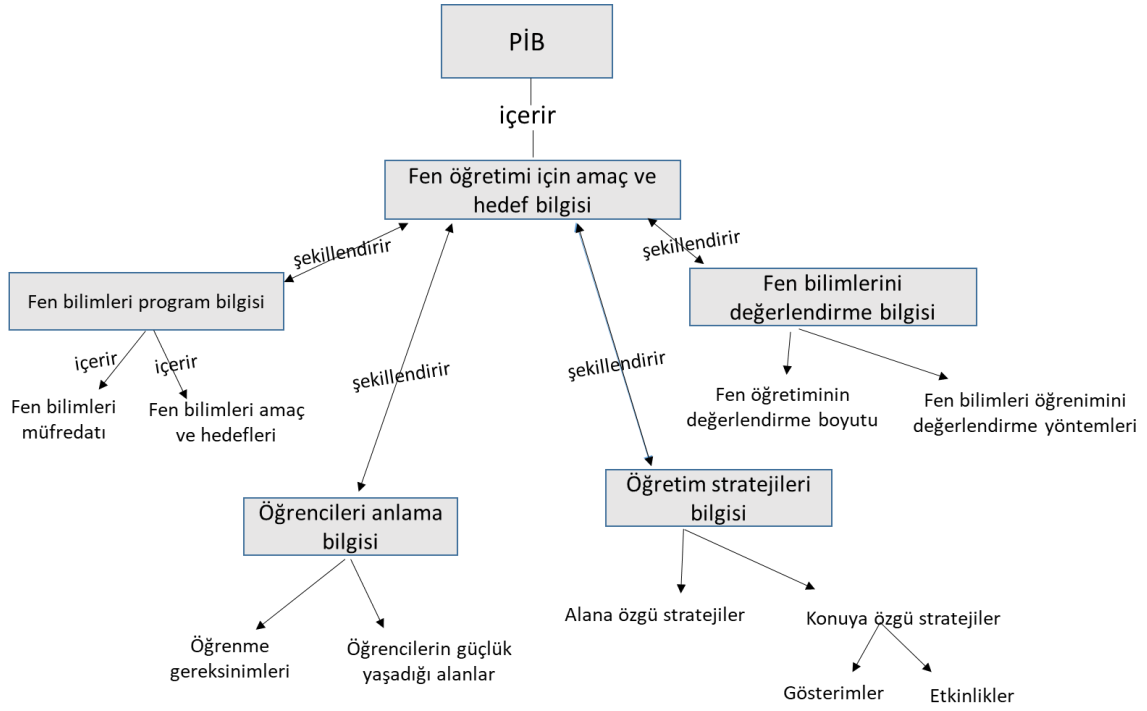 PİB
içerir
Fen öğretimi için amaç ve
hedef bilgisi
şekillendirir
şekillendirir
Fen bilimleri program bilgisi
Fen bilimlerini
değerlendirme bilgisi
içerir
içerir
şekillendirir
şekillendirir
Fen bilimleri
müfredatı
Fen bilimleri amaç
ve hedefleri
Fen öğretiminin
değerlendirme boyutu
Fen bilimleri öğrenimini
değerlendirme yöntemleri
Öğrencileri anlama
bilgisi
Öğretim stratejileri
bilgisi
Öğrenme
gereksinimleri
Öğrencilerin güçlük
yaşadığı alanlar
Alana özgü stratejiler
Konuya özgü stratejiler
Gösterimler
Etkinlikler